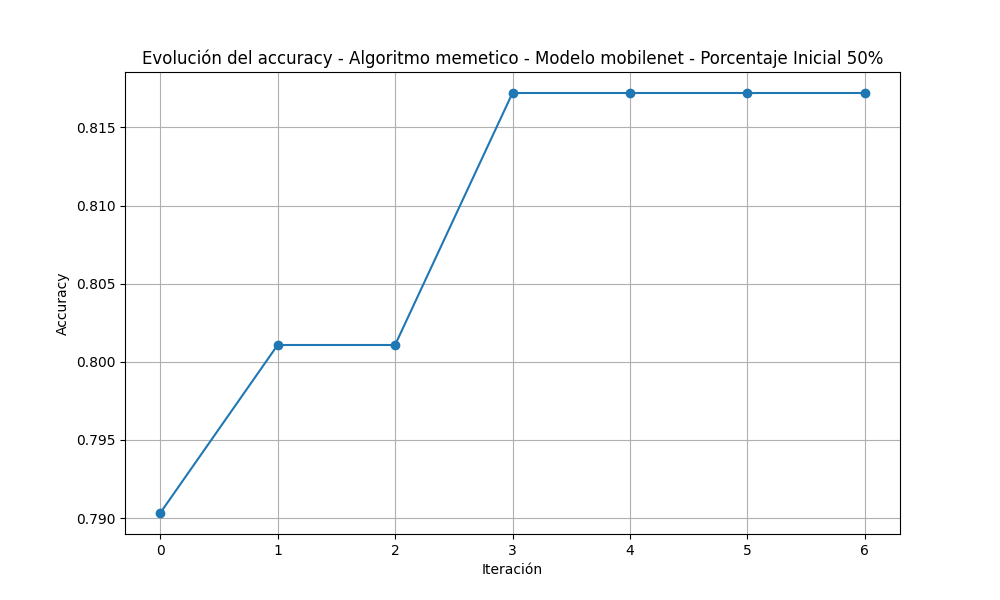 Evolución del accuracy - Algoritmo memetico - Modelo mobilenet - Porcentaje Inicial 50%
0.815
0.810
0.805
0.800
0.795
0.790
Accuracy
0 1 2 3 4 5 6
Iteración